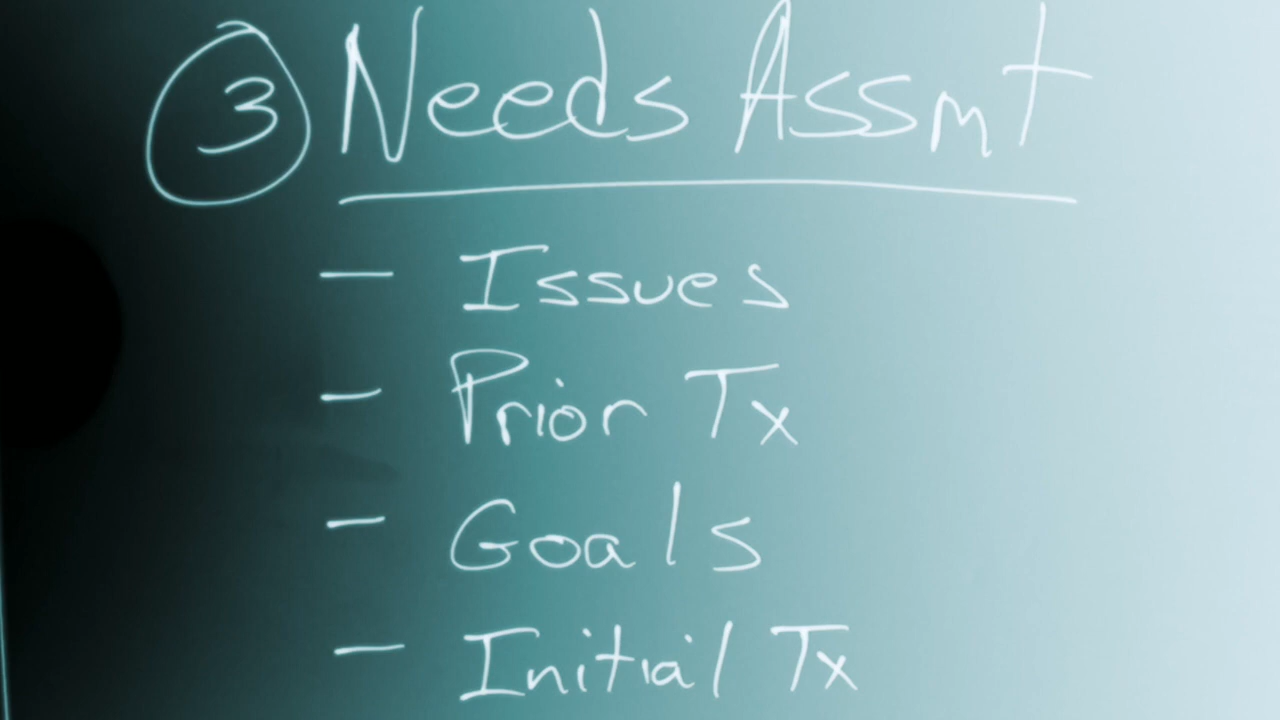 ③ Needs Assmt
- Issues
- Prior Tx
- Goals
- Initial Tx